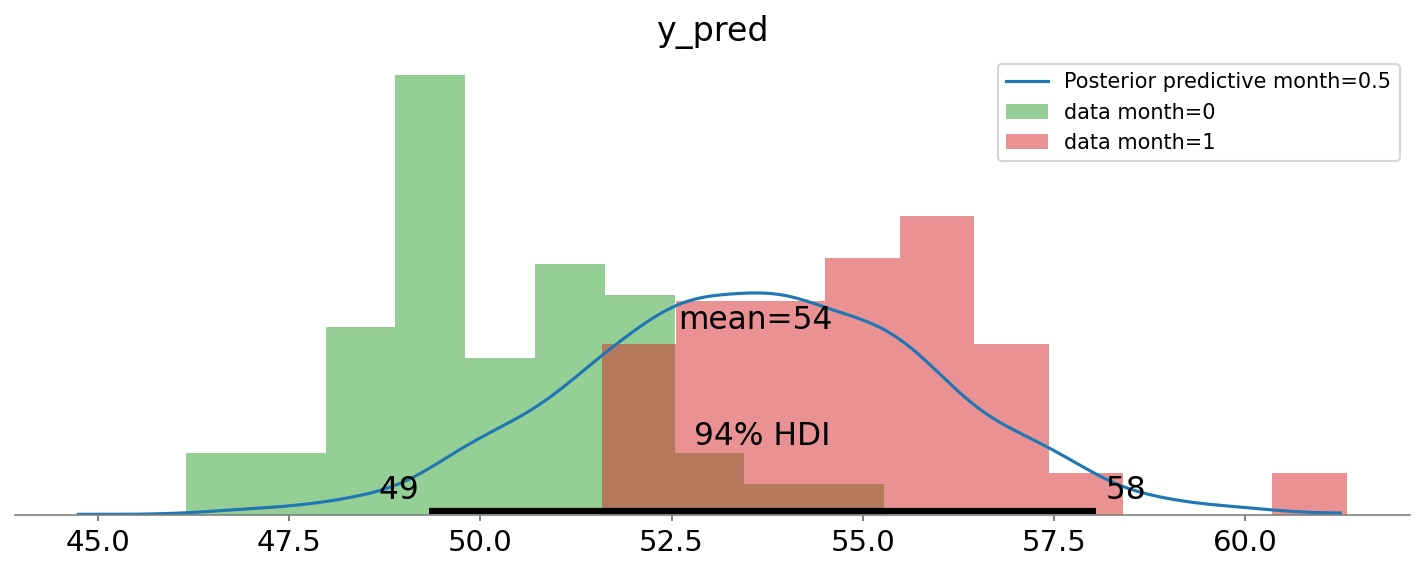 y_pred
Posterior predictive month=0.5
data month=0
data month=1
mean=54
94% HDI
49
58
45.0 47.5 50.0 52.5 55.0 57.5 60.0